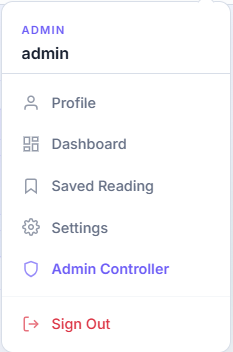 ADMIN
admin
Profile
Dashboard
Saved Reading
Settings
Admin Controller
Sign Out